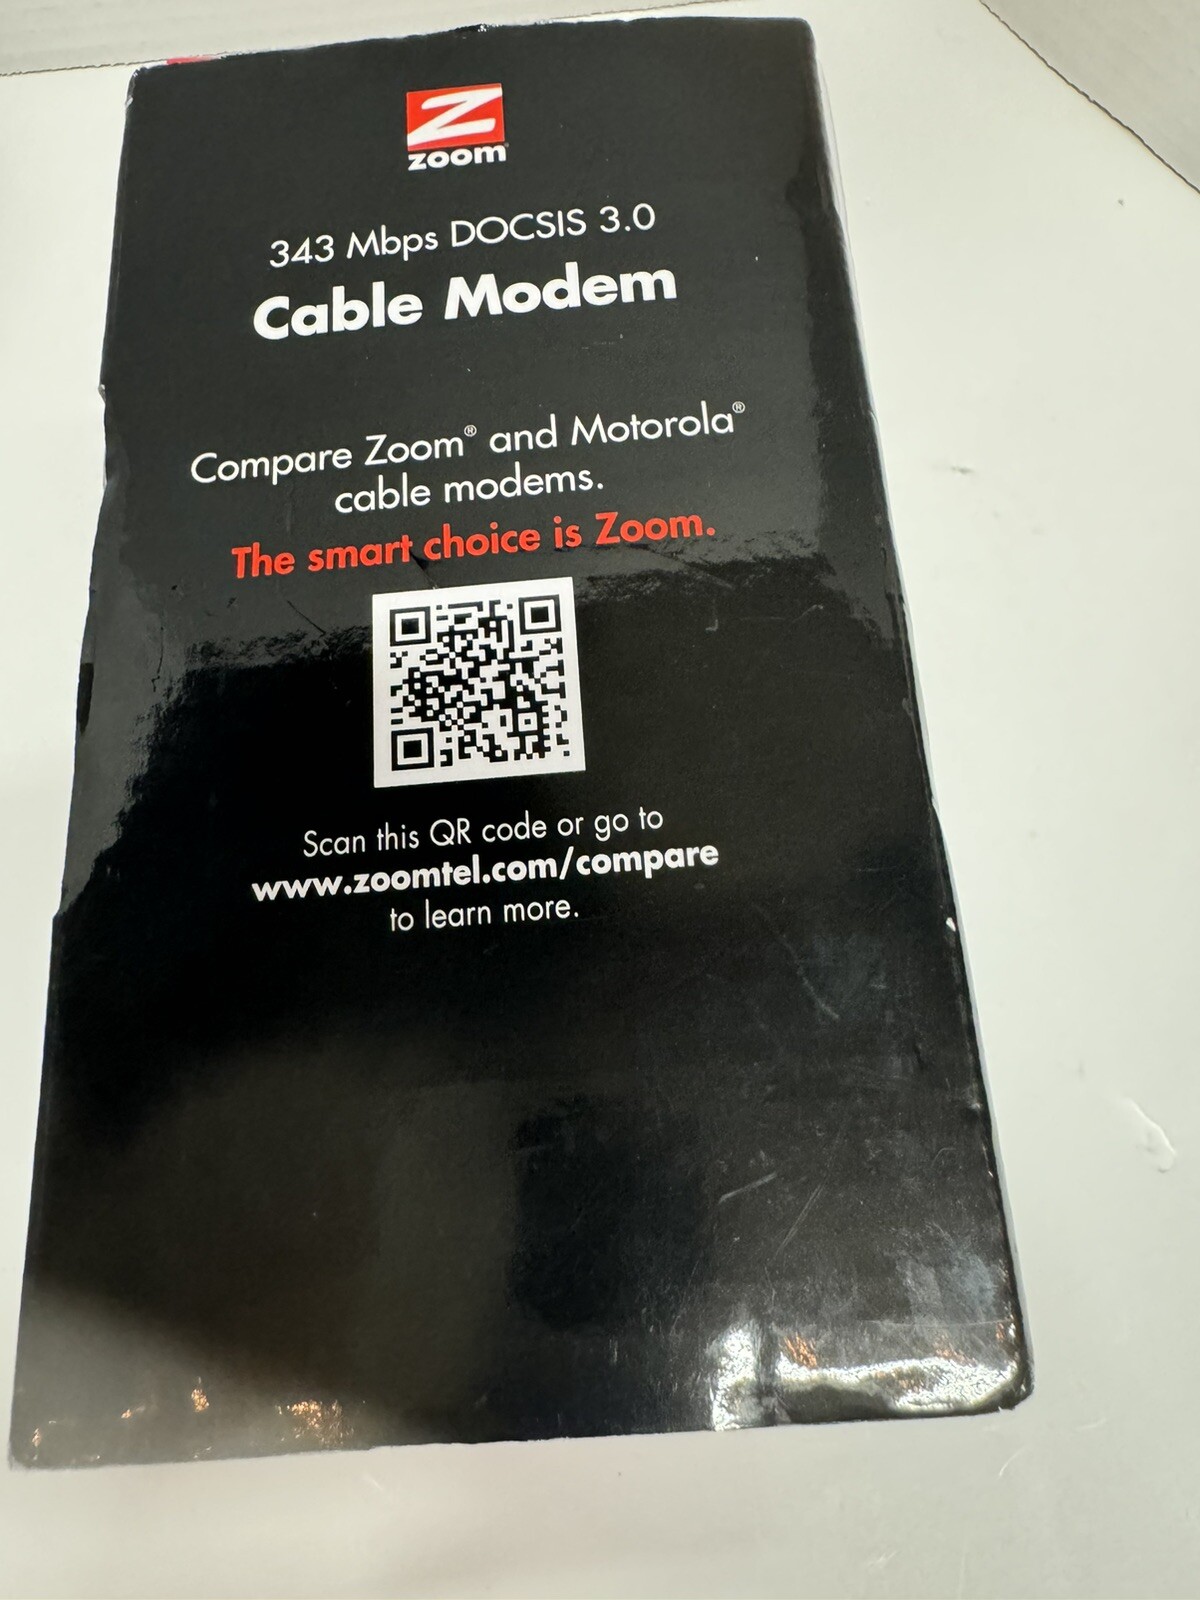 Z
zoom®
343 Mbps DOCSIS 3.0
Cable Modem
Compare Zoom® and Motorola®
cable modems.
The smart choice is Zoom.
Scan this QR code or go to
www.zoomtel.com/compare
to learn more.